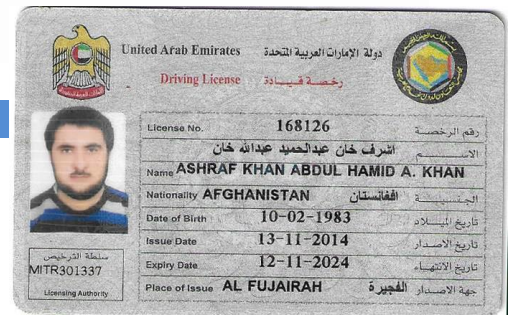 United Arab Emirates دولة الإمارات العربية المتحدة
Driving License رخصة قيادة
License No. 168126 رقم الرخصة
اشرف خان عبدالحميد عبدالله خان الاسم
Name ASHRAF KHAN ABDUL HAMID A. KHAN
Nationality AFGHANISTAN افغانستان الجنسية
Date of Birth 10-02-1983 تاريخ الميلاد
Issue Date 13-11-2014 تاريخ الاصدار
Expiry Date 12-11-2024 تاريخ الانتهاء
Place of Issue AL FUJAIRAH الفجيرة جهة الاصدار
سلطة الترخيص
MITR301337
Licensing Authority